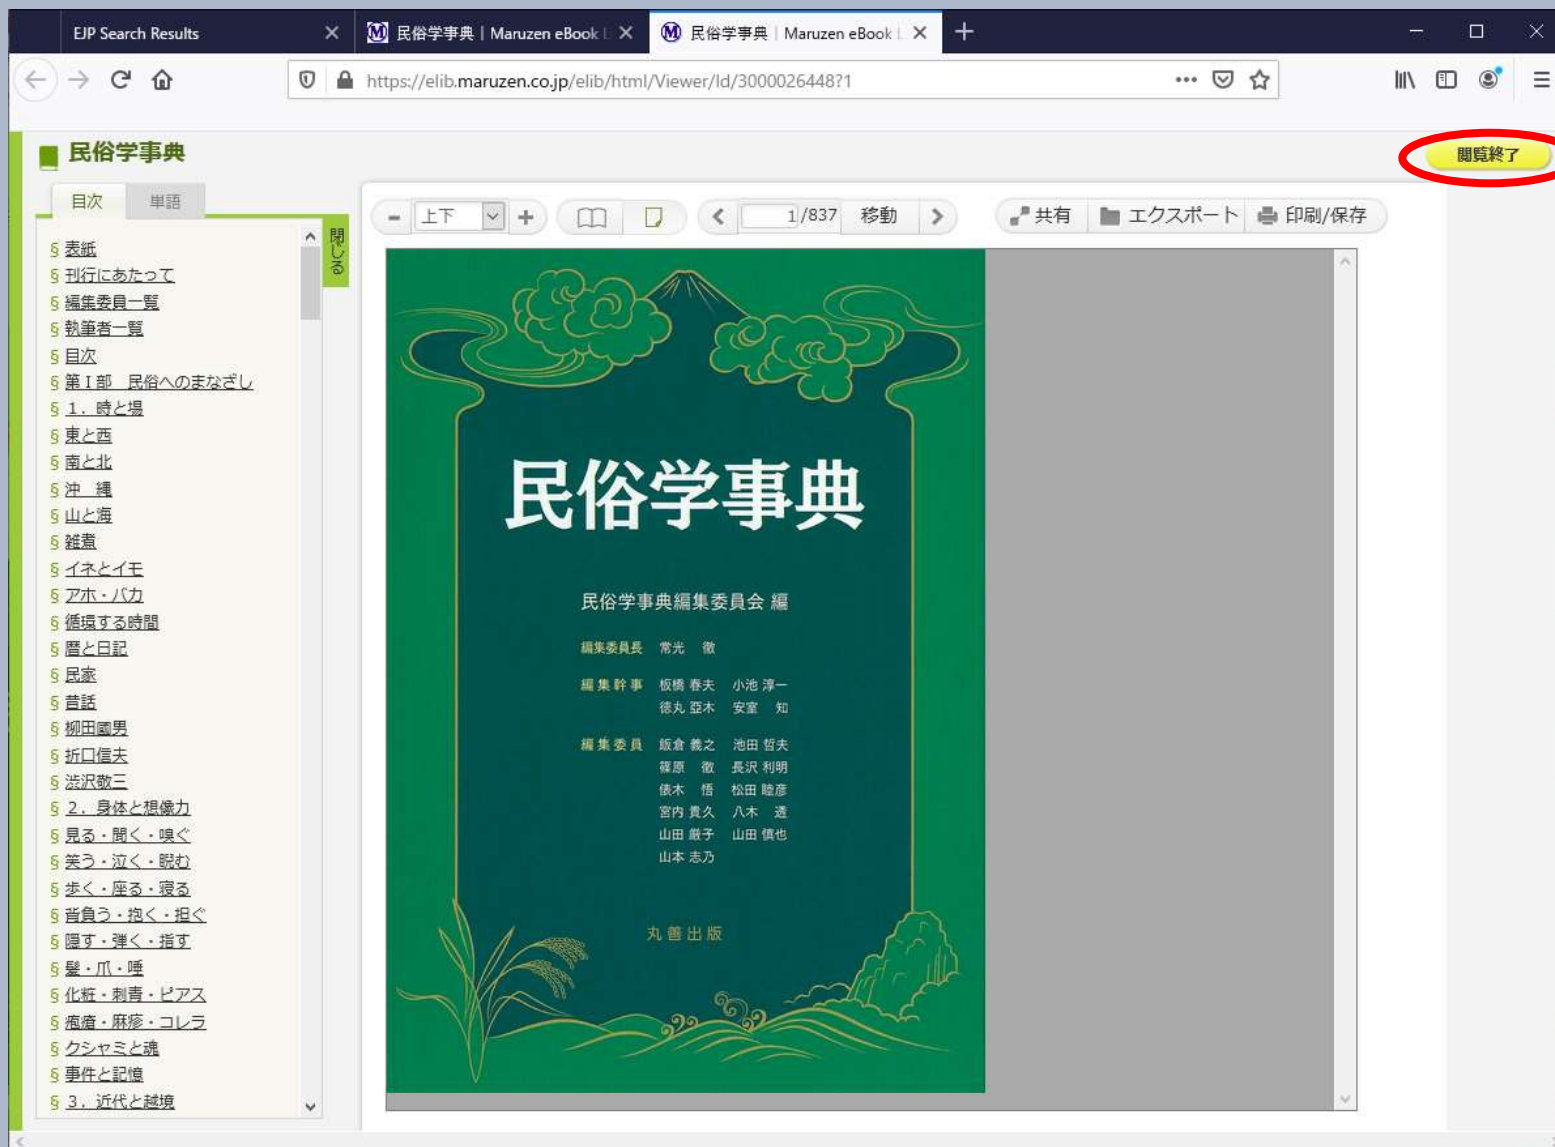 EJP Search Results
民俗学事典 | Maruzen eBook L
民俗学事典 | Maruzen eBook L
https://elib.maruzen.co.jp/elib/html/Viewer/Id/3000026448?1
民俗学事典
閲覧終了
目次 単語
閉じる
上下
1/837 移動
共有 エクスポート 印刷/保存
§ 表紙
§ 刊行にあたって
§ 編集委員一覧
§ 執筆者一覧
§ 目次
§ 第Ⅰ部 民俗へのまなざし
§ 1．時と場
§ 東と西
§ 南と北
§ 沖 縄
§ 山と海
§ 雑煮
§ イネとイモ
§ アホ・バカ
§ 循環する時間
§ 暦と日記
§ 民家
§ 昔話
§ 柳田國男
§ 折口信夫
§ 渋沢敬三
§ 2．身体と想像力
§ 見る・聞く・嗅ぐ
§ 笑う・泣く・睨む
§ 歩く・座る・寝る
§ 背負う・抱く・担ぐ
§ 隠す・弾く・指す
§ 髪・爪・唾
§ 化粧・刺青・ピアス
§ 疱瘡・麻疹・コレラ
§ クシャミと魂
§ 事件と記憶
§ 3．近代と越境
民俗学事典
民俗学事典編集委員会 編
編集委員長 常光 徹
編集幹事 板橋 春夫 小池 淳一
徳丸 亞木 安室 知
編集委員 飯倉 義之 池田 哲夫
篠原 徹 長沢 利明
俵木 悟 松田 睦彦
宮内 貴久 八木 透
山田 厳子 山田 慎也
山本 志乃
丸善出版